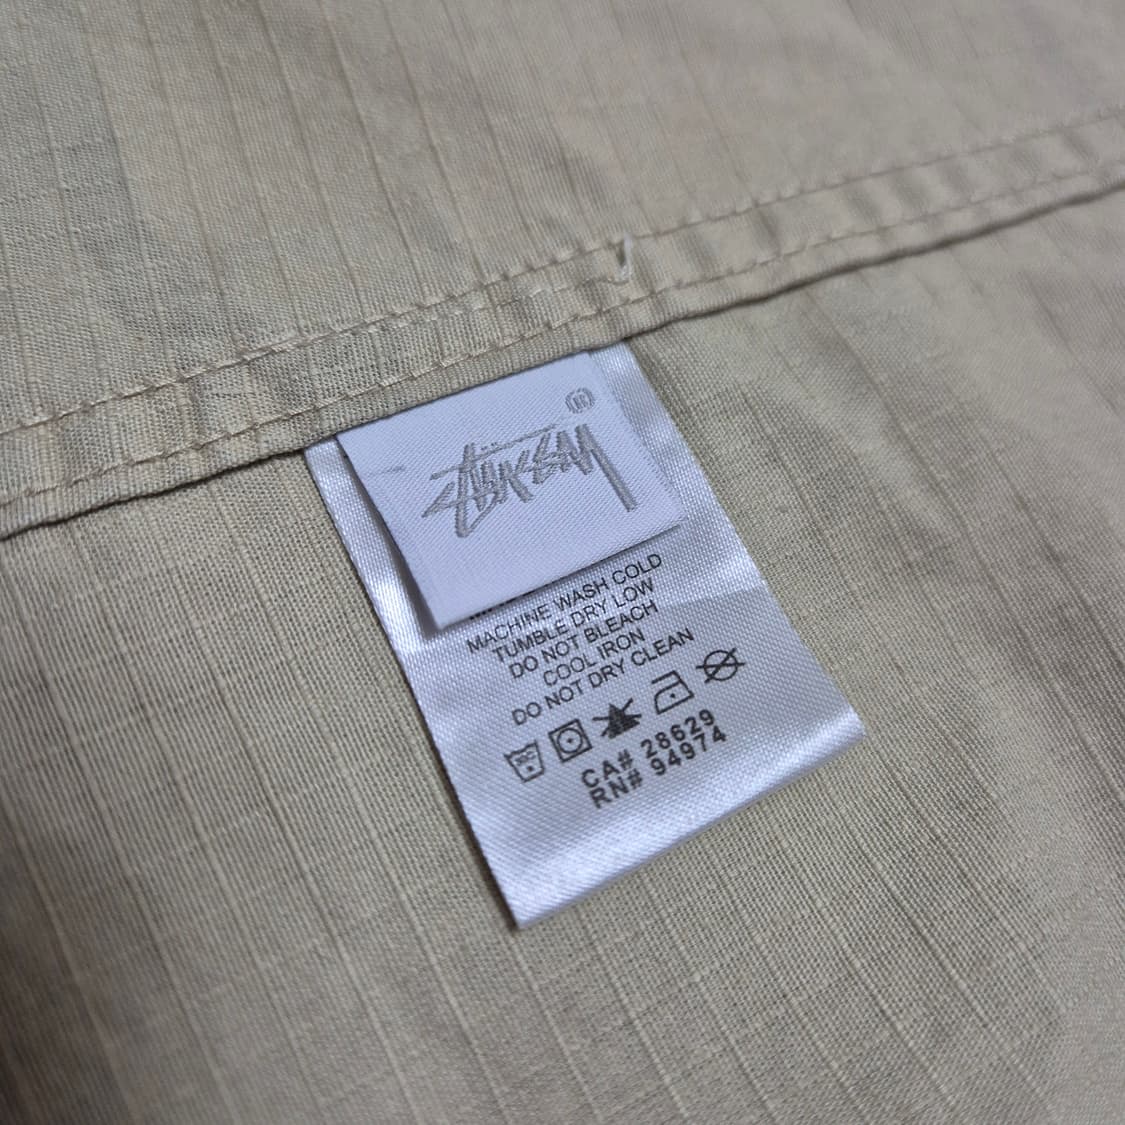 STÜSSY ®
MACHINE WASH COLD
TUMBLE DRY LOW
DO NOT BLEACH
COOL IRON
DO NOT DRY CLEAN
CA# 28629
RN# 94974